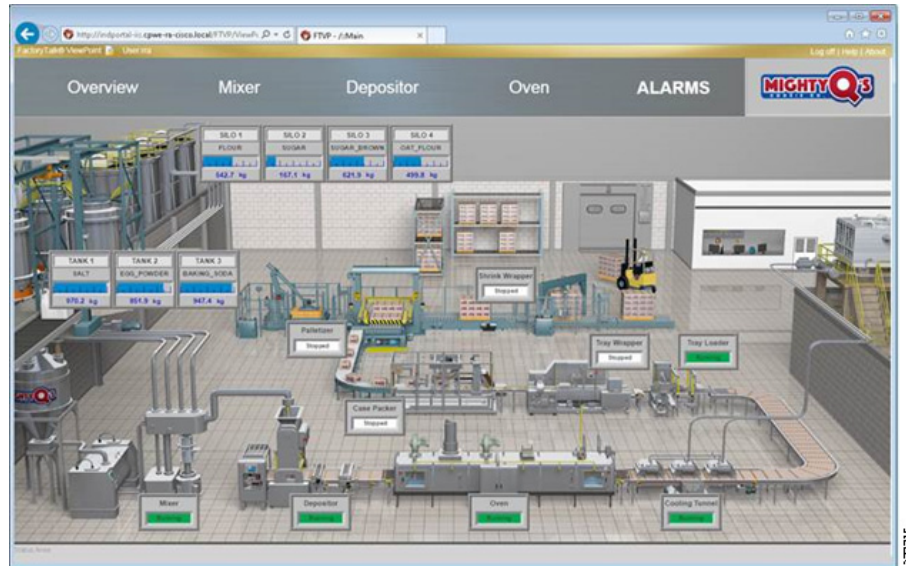 http://indportal-iic.cpwe-ra-cisco.local/FTVP/ViewP
FTVP - /::Main
FactoryTalk® ViewPoint
Log off | Help | About
Overview Mixer Depositor Oven ALARMS
MIGHTY Q'S
SILO 1 SILO 2 SILO 3 SILO 4
FLOUR SUGAR SUGAR_BROWN OAT_FLOUR
642.7 kg 167.1 kg 621.9 kg 499.8 kg
TANK 1 TANK 2 TANK 3
SALT EGG_POWDER BAKING_SODA
970.2 kg 851.9 kg 947.4 kg
Shrink Wrapper
Stopped
Palletizer
Stopped
Tray Wrapper
Stopped
Tray Loader
Running
Case Packer
Stopped
Mixer
Running
Depositor
Running
Oven
Running
Cooling Tunnel
Running